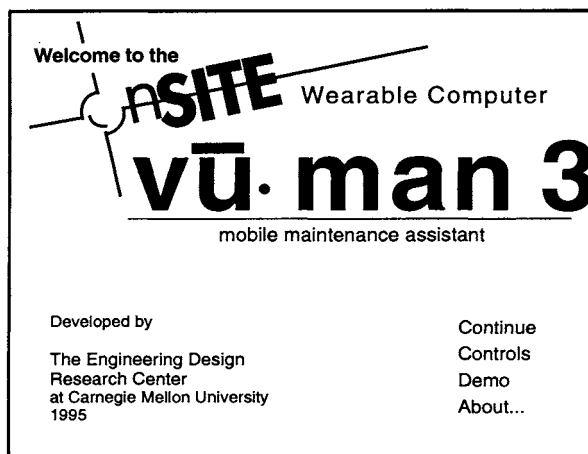 Welcome to the
OnSITE Wearable Computer
vū·man 3
mobile maintenance assistant
Developed by
The Engineering Design
Research Center
at Carnegie Mellon University
1995
Continue
Controls
Demo
About...